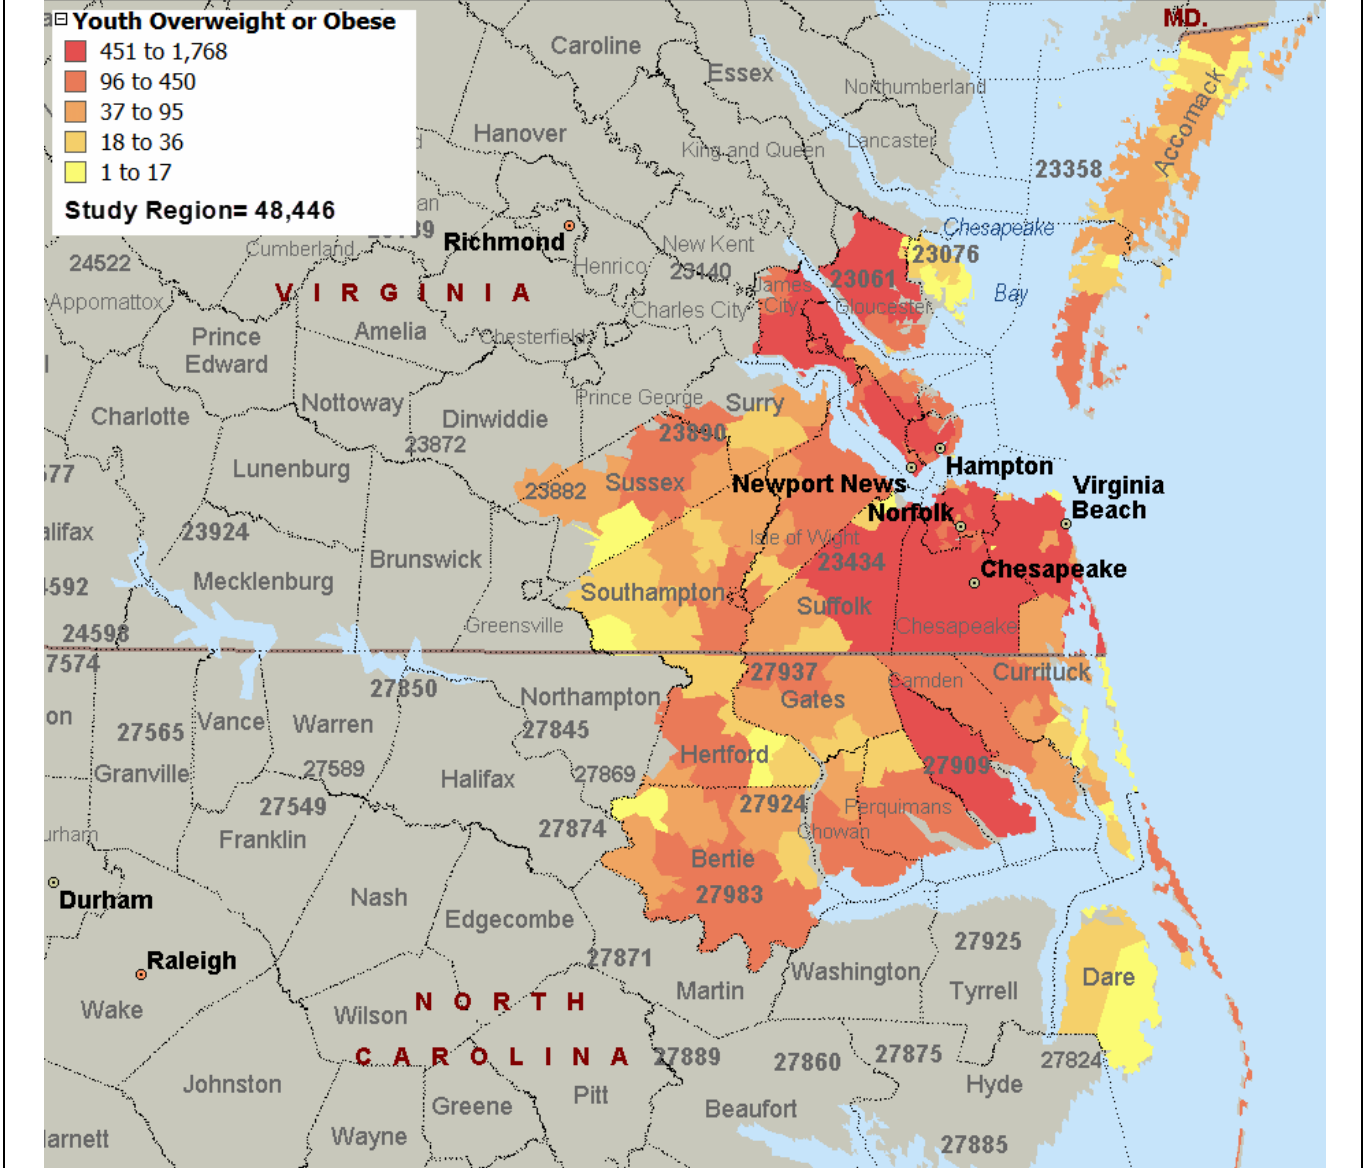 Youth Overweight or Obese
451 to 1,768
96 to 450
37 to 95
18 to 36
1 to 17
Study Region= 48,446
MD.
Caroline
Essex
Northumberland
Hanover
King and Queen
Lancaster
Accomack
23358
Chesapeake
Bay
23076
Richmond
New Kent
23140
Cumberland
24522
Henrico
23061
Gloucester
James
City
VIRGINIA
Appomattox
Charles City
Amelia
Chesterfield
Prince
Edward
Prince George
Surry
Nottoway
Dinwiddie
Charlotte
23872
23890
Lunenburg
Sussex
23882
Newport News
Hampton
Virginia
Beach
Norfolk
23924
Isle of Wight
23434
Chesapeake
Brunswick
Mecklenburg
Southampton
Suffolk
Greensville
Chesapeake
24598
27850
Northampton
27937
Gates
Camden
Currituck
27565
Vance
Warren
27845
Hertford
Granville
27589
Halifax
27869
27909
27549
27924
Perquimans
27874
Chowan
Franklin
Bertie
27983
Durham
Nash
Edgecombe
Raleigh
27871
27925
Washington
Dare
Wake
Wilson
NORTH
Martin
Tyrrell
CAROLINA
27889
27860
27875
27824
Johnston
Pitt
Hyde
Greene
Beaufort
Wayne
27885